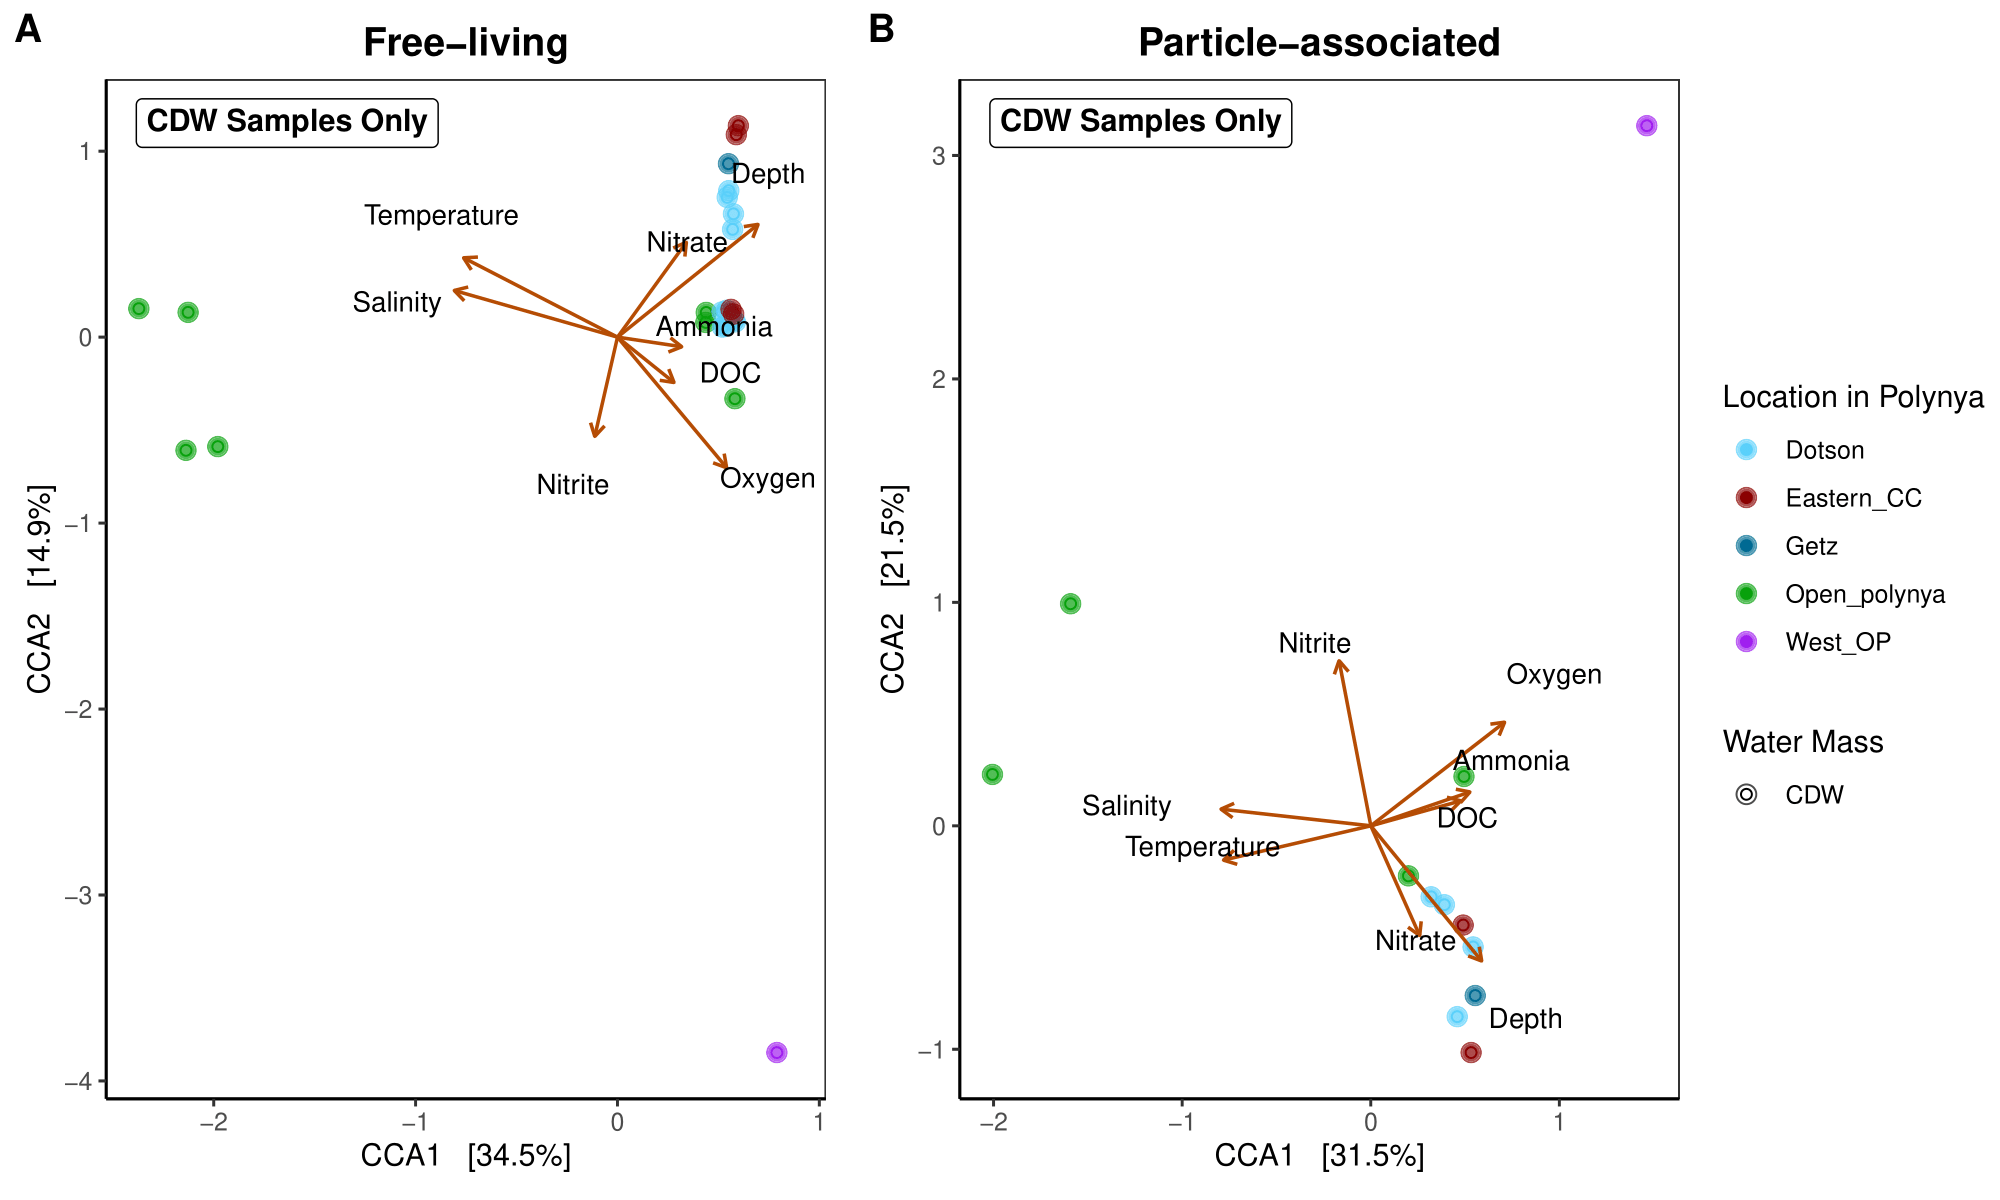 A
Free−living
CDW Samples Only
Depth
Temperature
Nitrate
Salinity
Ammonia
DOC
Nitrite
Oxygen
1
0
−1
−2
−3
−4
CCA2 [14.9%]
−2
−1
0
1
CCA1 [34.5%]
B
Particle−associated
CDW Samples Only
Nitrite
Oxygen
Ammonia
Salinity
DOC
Temperature
Nitrate
Depth
3
2
1
0
−1
CCA2 [21.5%]
−2
−1
0
1
CCA1 [31.5%]
Location in Polynya
Dotson
Eastern_CC
Getz
Open_polynya
West_OP
Water Mass
CDW